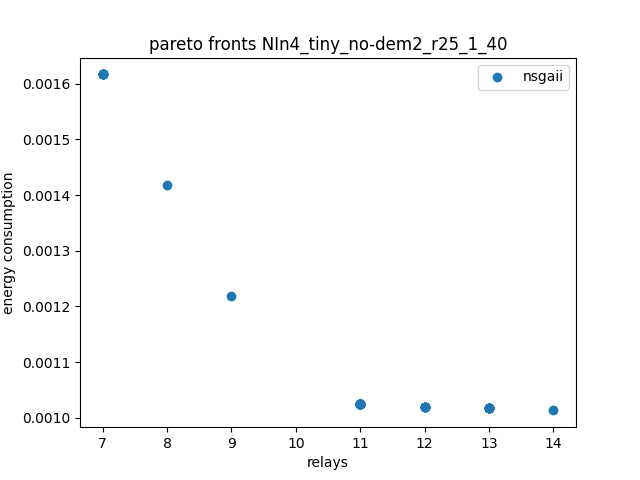 pareto fronts NIn4_tiny_no-dem2_r25_1_40
nsgaii
energy consumption
0.0016
0.0015
0.0014
0.0013
0.0012
0.0011
0.0010
7 8 9 10 11 12 13 14
relays